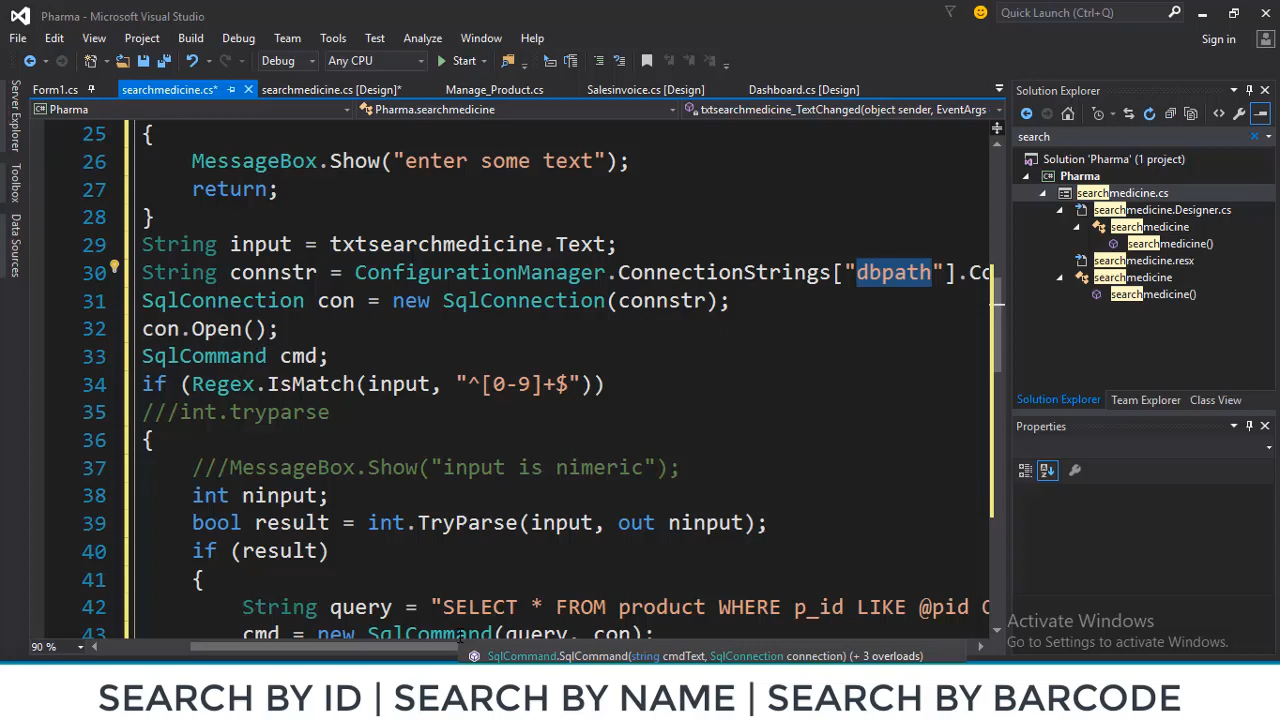 Pharma - Microsoft Visual Studio
Quick Launch (Ctrl+Q)
File Edit View Project Build Debug Team Tools Test Analyze Window Help
Sign in
Debug Any CPU Start
Form1.cs searchmedicine.cs* searchmedicine.cs [Design]* Manage_Product.cs Salesinvoice.cs [Design] Dashboard.cs [Design]
Pharma Pharma.searchmedicine txtsearchmedicine_TextChanged(object sender, EventArgs
Server Explorer
Toolbox
Data Sources
25 {
26 MessageBox.Show("enter some text");
27 return;
28 }
29 String input = txtsearchmedicine.Text;
30 String connstr = ConfigurationManager.ConnectionStrings["dbpath"].Co
31 SqlConnection con = new SqlConnection(connstr);
32 con.Open();
33 SqlCommand cmd;
34 if (Regex.IsMatch(input, "^[0-9]+$"))
35 ///int.tryparse
36 {
37 ///MessageBox.Show("input is nimeric");
38 int ninput;
39 bool result = int.TryParse(input, out ninput);
40 if (result)
41 {
42 String query = "SELECT * FROM product WHERE p_id LIKE @pid O
43 cmd = new SqlCommand(query, con);
90 %
SqlCommand.SqlCommand(string cmdText, SqlConnection connection) (+ 3 overloads)
Solution Explorer
search
Solution 'Pharma' (1 project)
Pharma
searchmedicine.cs
searchmedicine.Designer.cs
searchmedicine
searchmedicine()
searchmedicine.resx
searchmedicine
searchmedicine()
Solution Explorer Team Explorer Class View
Properties
Activate Windows
Go to Settings to activate Windows.
SEARCH BY ID | SEARCH BY NAME | SEARCH BY BARCODE